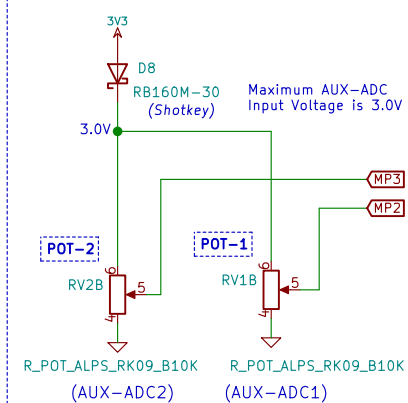 3V3
D8
RB160M-30
(Shotkey)
Maximum AUX-ADC
Input Voltage is 3.0V
3.0V
MP3
MP2
POT-2
POT-1
6
5
RV2B
4
6
5
RV1B
4
R_POT_ALPS_RK09_B10K
R_POT_ALPS_RK09_B10K
(AUX-ADC2)
(AUX-ADC1)